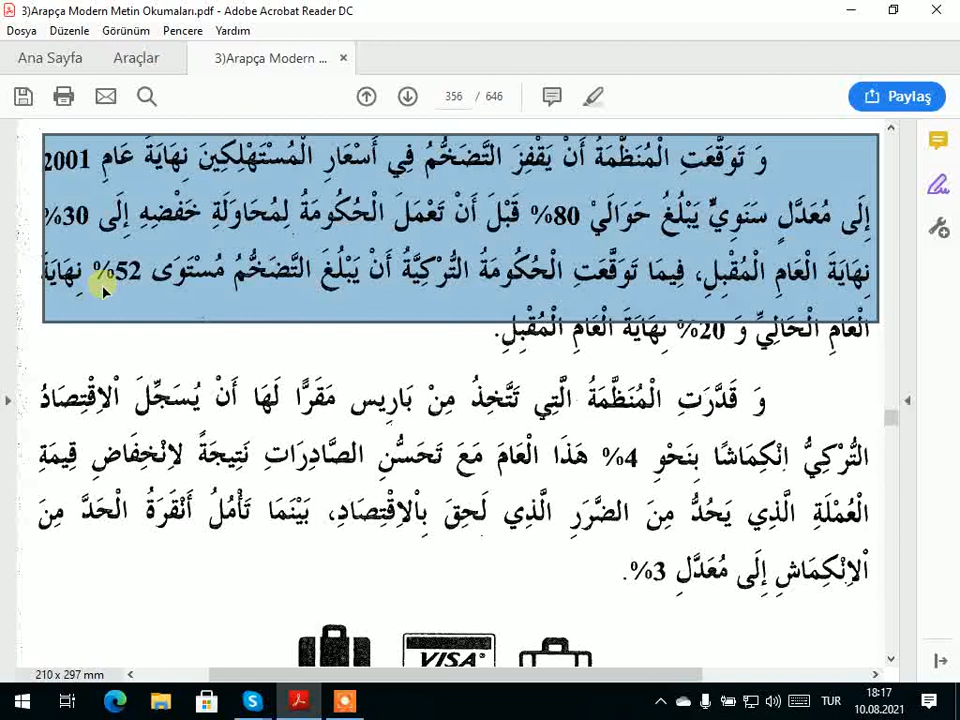 3)Arapça Modern Metin Okumaları.pdf - Adobe Acrobat Reader DC
Dosya Düzenle Görünüm Pencere Yardım
Ana Sayfa Araçlar 3)Arapça Modern ...
356 / 646 Paylaş
وَ تَوَقَّعَتِ الْمُنَظَّمَةُ أَنْ يَقْفِزَ التَّضَخُّمُ فِي أَسْعَارِ الْمُسْتَهْلِكِينَ نِهَايَةَ عَامِ 2001
إِلَى مُعَدَّلٍ سَنَوِيٍّ يَبْلُغُ حَوَالَيْ 80% قَبْلَ أَنْ تَعْمَلَ الْحُكُومَةُ لِمُحَاوَلَةِ خَفْضِهِ إِلَى 30%
نِهَايَةَ الْعَامِ الْمُقْبِلِ، فِيمَا تَوَقَّعَتِ الْحُكُومَةُ التُّرْكِيَّةُ أَنْ يَبْلُغَ التَّضَخُّمُ مُسْتَوَى 52% نِهَايَةَ
الْعَامِ الْحَالِيِّ وَ 20% نِهَايَةَ الْعَامِ الْمُقْبِلِ.
وَ قَدَّرَتِ الْمُنَظَّمَةُ الَّتِي تَتَّخِذُ مِنْ بَارِيس مَقَرًّا لَهَا أَنْ يُسَجِّلَ الْاِقْتِصَادُ
التُّرْكِيُّ انْكِمَاشًا بِنَحْوِ 4% هَذَا الْعَامَ مَعَ تَحَسُّنِ الصَّادِرَاتِ نَتِيجَةً لاِنْخِفَاضِ قِيمَةِ
الْعُمْلَةِ الَّذِي يَحُدُّ مِنَ الضَّرَرِ الَّذِي لَحِقَ بِالْاِقْتِصَادِ، بَيْنَمَا تَأْمُلُ أَنْقَرَةُ الْحَدَّ مِنَ
الْاِنْكِمَاشِ إِلَى مُعَدَّلِ 3%.
VISA
210 x 297 mm
TUR 18:17
10.08.2021